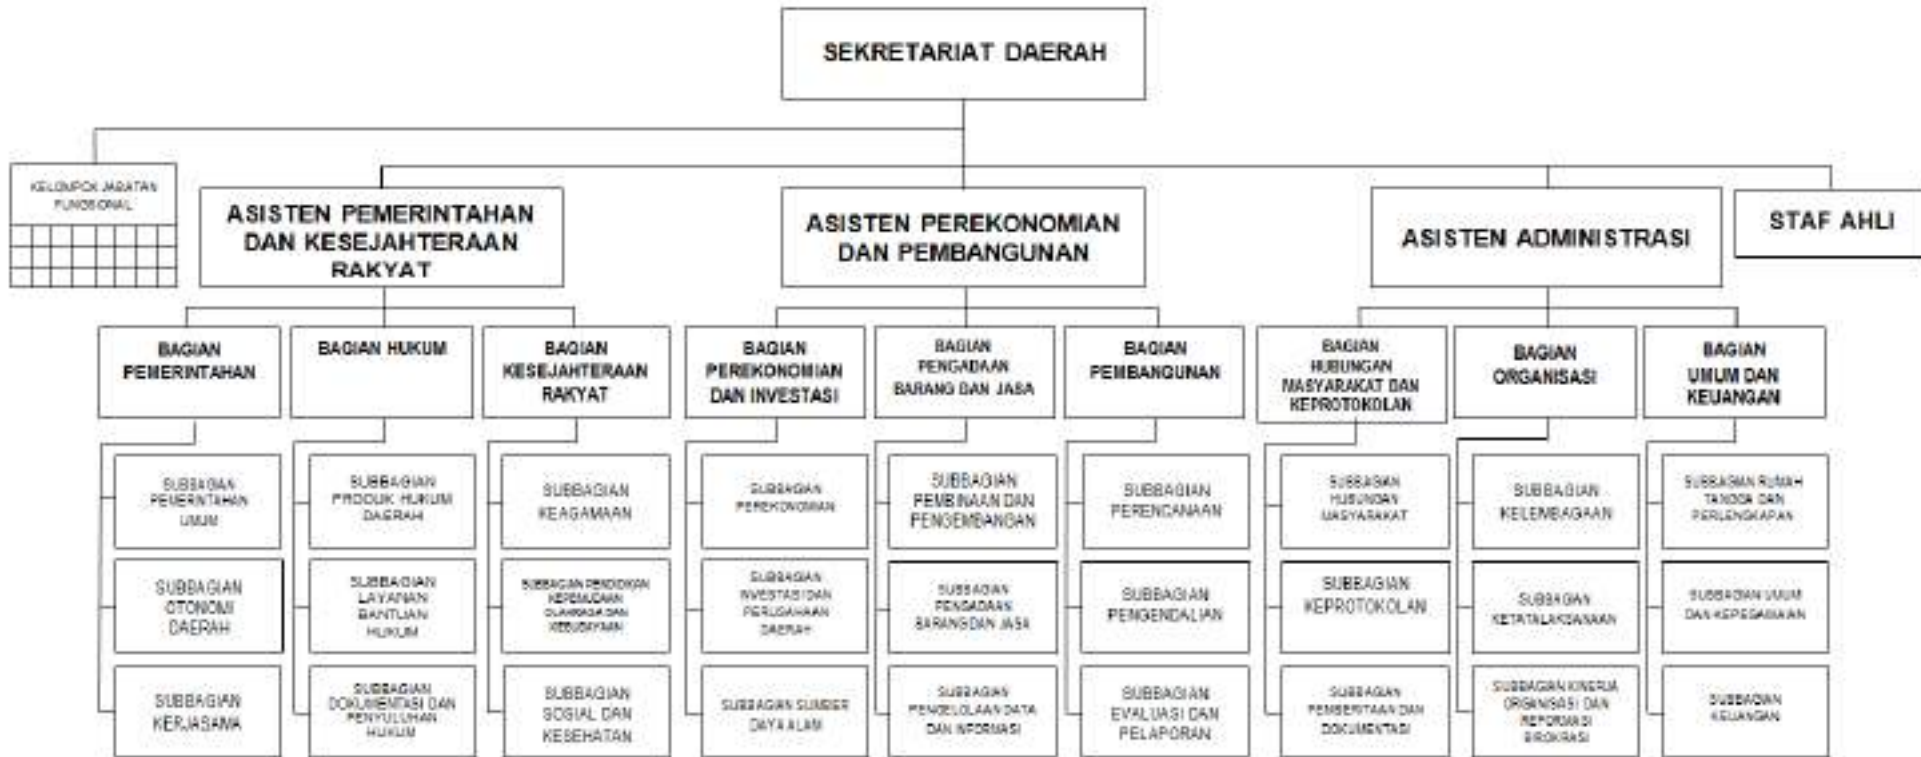 SEKRETARIAT DAERAH
KELOMPOK JABATAN
FUNGSIONAL
ASISTEN PEMERINTAHAN
DAN KESEJAHTERAAN
RAKYAT
ASISTEN PEREKONOMIAN
DAN PEMBANGUNAN
ASISTEN ADMINISTRASI
STAF AHLI
BAGIAN
PEMERINTAHAN
BAGIAN HUKUM
BAGIAN
KESEJAHTERAAN
RAKYAT
BAGIAN
PEREKONOMIAN
DAN INVESTASI
BAGIAN
PENGADAAN
BARANG DAN JASA
BAGIAN
PEMBANGUNAN
BAGIAN
HUBUNGAN
MASYARAKAT DAN
KEPROTOKOLAN
BAGIAN
ORGANISASI
BAGIAN
UMUM DAN
KEUANGAN
SUBBAGIAN
PEMERINTAHAN
UMUM
SUBBAGIAN
PRODUK HUKUM
DAERAH
SUBBAGIAN
KEAGAMAAN
SUBBAGIAN
PEREKONOMIAN
SUBBAGIAN
PEMBINAAN DAN
PENGEMBANGAN
SUBBAGIAN
PERENCANAAN
SUBBAGIAN
HUBUNGAN
MASYARAKAT
SUBBAGIAN
KELEMBAGAAN
SUBBAGIAN RUMAH
TANGGA DAN
PERLENGKAPAN
SUBBAGIAN
OTONOMI
DAERAH
SUBBAGIAN
LAYANAN
BANTUAN
HUKUM
SUBBAGIAN PENDIDIKAN
KEPEMUDAAN
OLAHRAGA DAN
KEBUDAYAAN
SUBBAGIAN
INVESTASI DAN
PERUSAHAAN
DAERAH
SUBBAGIAN
PENGADAAN
BARANG DAN JASA
SUBBAGIAN
PENGENDALIAN
SUBBAGIAN
KEPROTOKOLAN
SUBBAGIAN
KETATALAKSANAAN
SUBBAGIAN UMUM
DAN KEPEGAWAIAN
SUBBAGIAN
KERJASAMA
SUBBAGIAN
DOKUMENTASI DAN
PENYULUHAN
HUKUM
SUBBAGIAN
SOSIAL DAN
KESEHATAN
SUBBAGIAN SUMBER
DAYA ALAM
SUBBAGIAN
PENGELOLAAN DATA
DAN INFORMASI
SUBBAGIAN
EVALUASI DAN
PELAPORAN
SUBBAGIAN
PEMBERITAAN DAN
DOKUMENTASI
SUBBAGIAN KINERJA
ORGANISASI DAN
REFORMASI
BIROKRASI
SUBBAGIAN
KEUANGAN